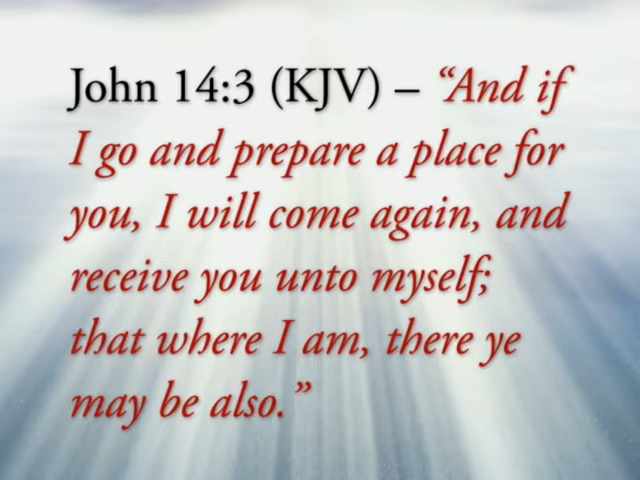 John 14:3 (KJV) – “And if
I go and prepare a place for
you, I will come again, and
receive you unto myself;
that where I am, there ye
may be also.”